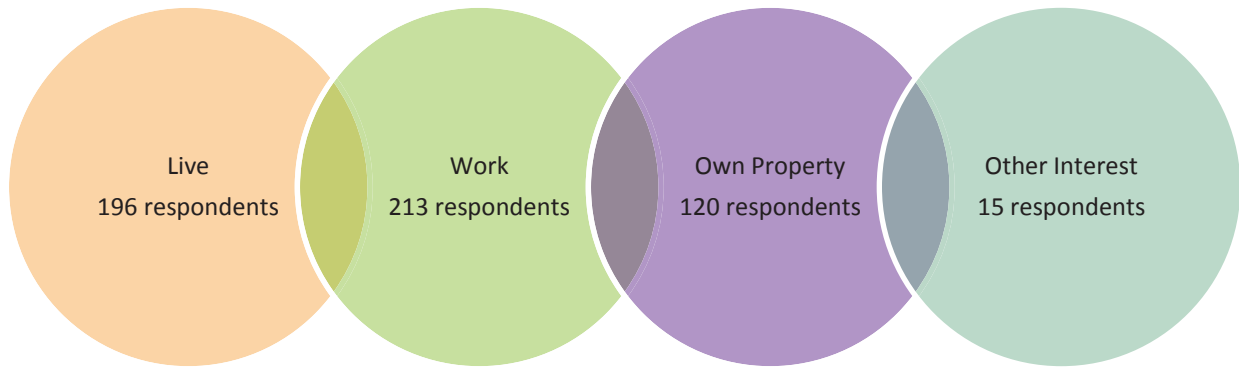 Live
196 respondents
Work
213 respondents
Own Property
120 respondents
Other Interest
15 respondents